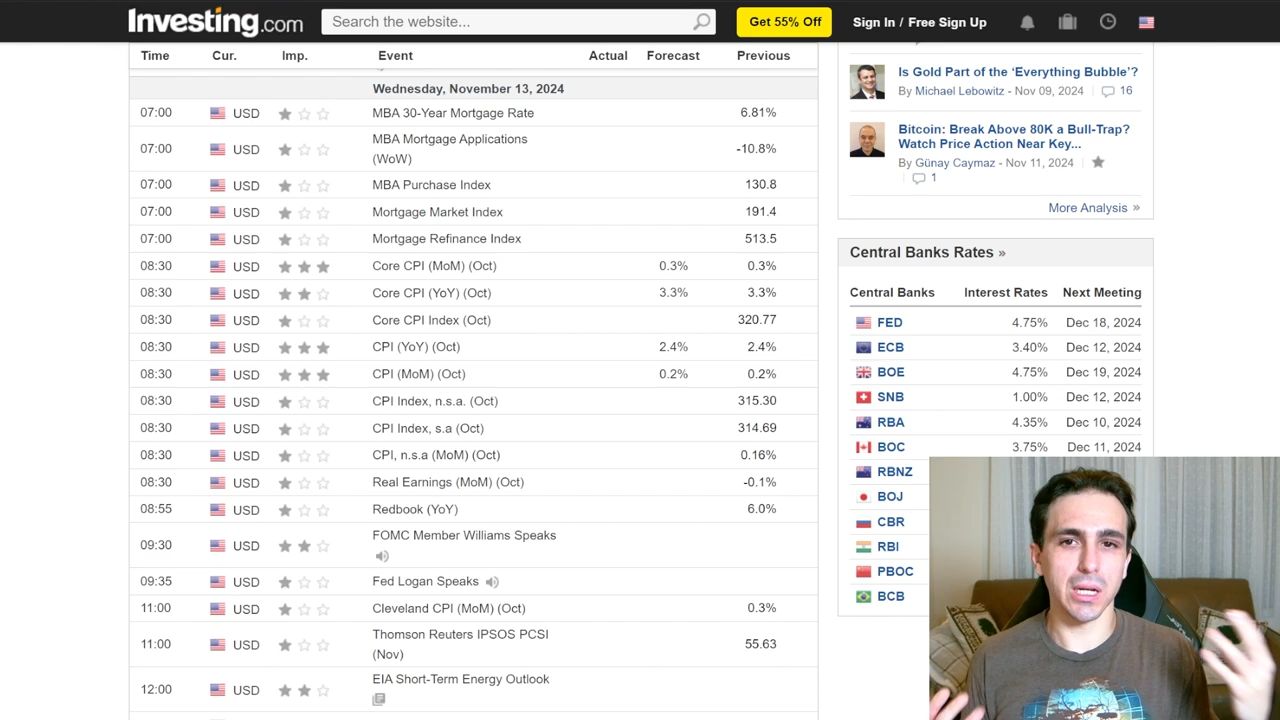 Investing.com Search the website... Get 55% Off Sign In / Free Sign Up
Time Cur. Imp. Event Actual Forecast Previous
Wednesday, November 13, 2024
07:00 USD MBA 30-Year Mortgage Rate 6.81%
07:00 USD MBA Mortgage Applications (WoW) -10.8%
07:00 USD MBA Purchase Index 130.8
07:00 USD Mortgage Market Index 191.4
07:00 USD Mortgage Refinance Index 513.5
08:30 USD Core CPI (MoM) (Oct) 0.3% 0.3%
08:30 USD Core CPI (YoY) (Oct) 3.3% 3.3%
08:30 USD Core CPI Index (Oct) 320.77
08:30 USD CPI (YoY) (Oct) 2.4% 2.4%
08:30 USD CPI (MoM) (Oct) 0.2% 0.2%
08:30 USD CPI Index, n.s.a. (Oct) 315.30
08:30 USD CPI Index, s.a (Oct) 314.69
08:30 USD CPI, n.s.a (MoM) (Oct) 0.16%
08:30 USD Real Earnings (MoM) (Oct) -0.1%
08:55 USD Redbook (YoY) 6.0%
09:30 USD FOMC Member Williams Speaks
09:35 USD Fed Logan Speaks
11:00 USD Cleveland CPI (MoM) (Oct) 0.3%
11:00 USD Thomson Reuters IPSOS PCSI (Nov) 55.63
12:00 USD EIA Short-Term Energy Outlook
Is Gold Part of the ‘Everything Bubble’?
By Michael Lebowitz - Nov 09, 2024 16
Bitcoin: Break Above 80K a Bull-Trap?
Watch Price Action Near Key...
By Günay Caymaz - Nov 11, 2024
1
More Analysis »
Central Banks Rates »
Central Banks Interest Rates Next Meeting
FED 4.75% Dec 18, 2024
ECB 3.40% Dec 12, 2024
BOE 4.75% Dec 19, 2024
SNB 1.00% Dec 12, 2024
RBA 4.35% Dec 10, 2024
BOC 3.75% Dec 11, 2024
RBNZ
BOJ
CBR
RBI
PBOC
BCB